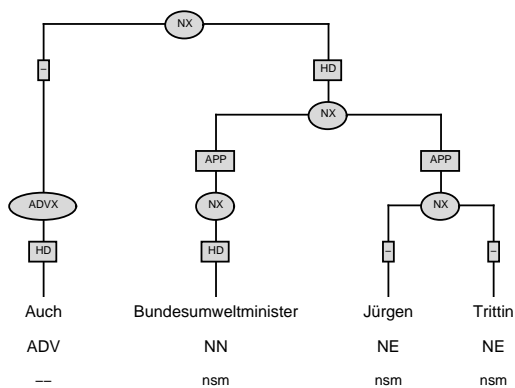 NX
– HD
NX
APP APP
ADVX NX NX
HD HD – –
Auch Bundesumweltminister Jürgen Trittin
ADV NN NE NE
−− nsm nsm nsm